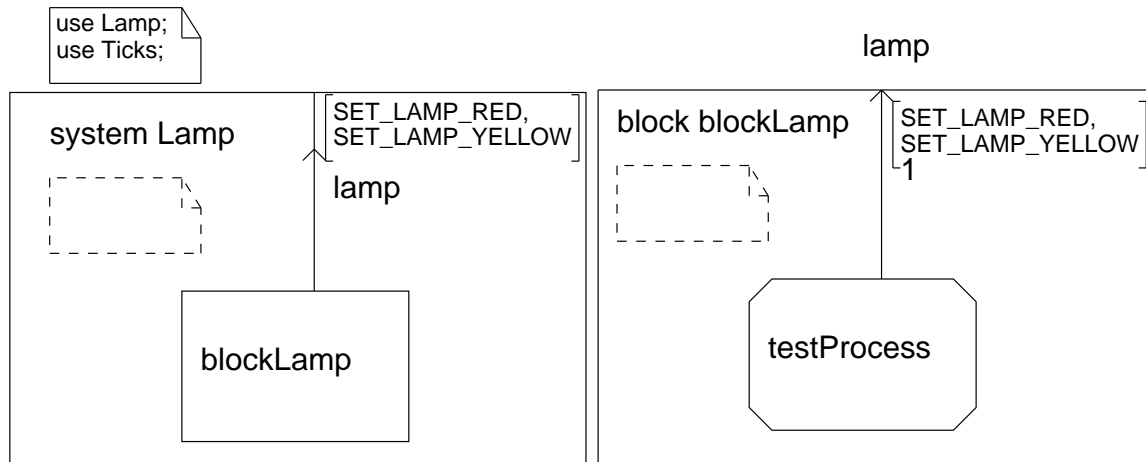 use Lamp;
use Ticks;
system Lamp
SET_LAMP_RED,
SET_LAMP_YELLOW
lamp
blockLamp
lamp
block blockLamp
SET_LAMP_RED,
SET_LAMP_YELLOW
1
testProcess